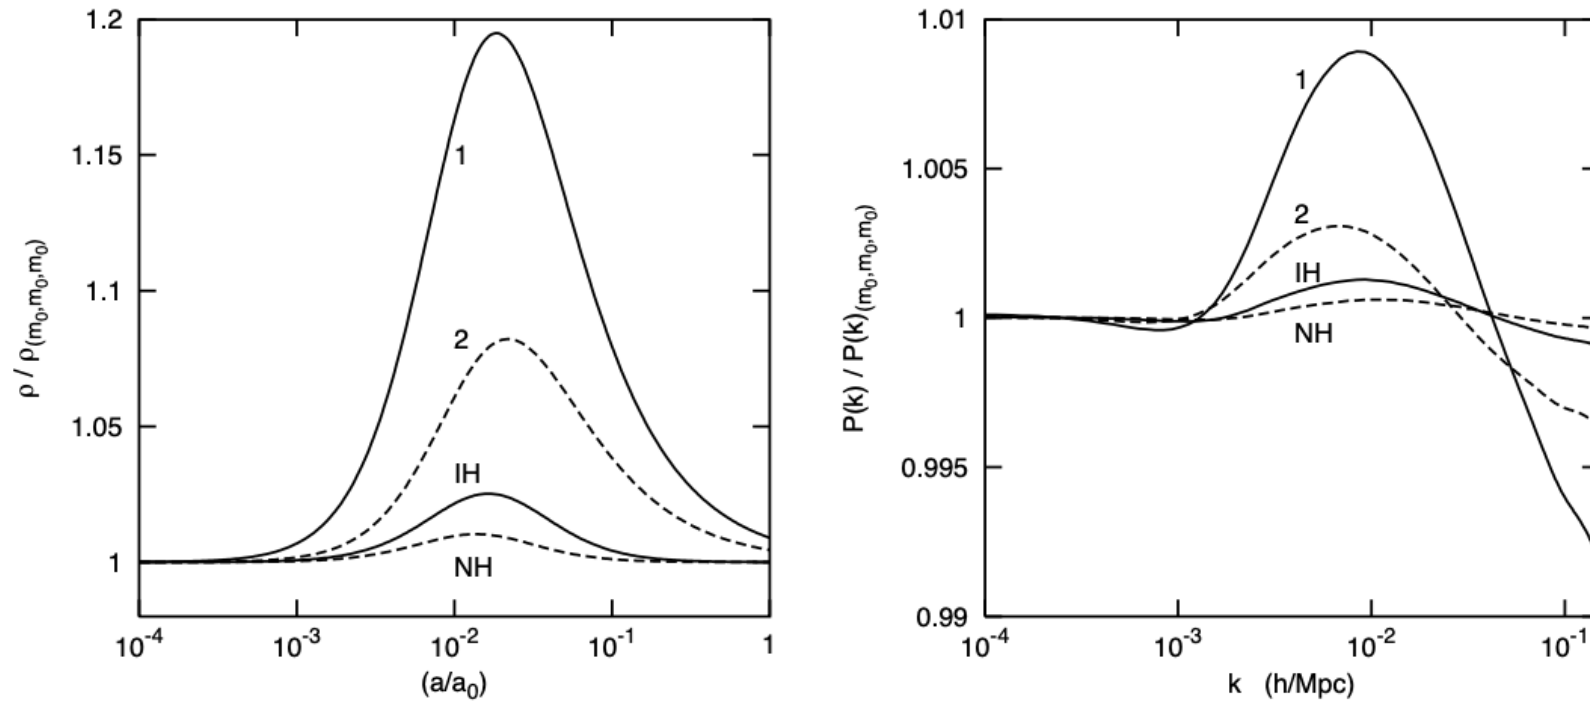 1.2
1.15
1.1
1.05
1
ρ / ρ(m0,m0,m0)
1
2
IH
NH
10-4
10-3
10-2
10-1
1
(a/a0)
1.01
1.005
1
0.995
0.99
P(k) / P(k)(m0,m0,m0)
1
2
IH
NH
10-4
10-3
10-2
10-1
k (h/Mpc)